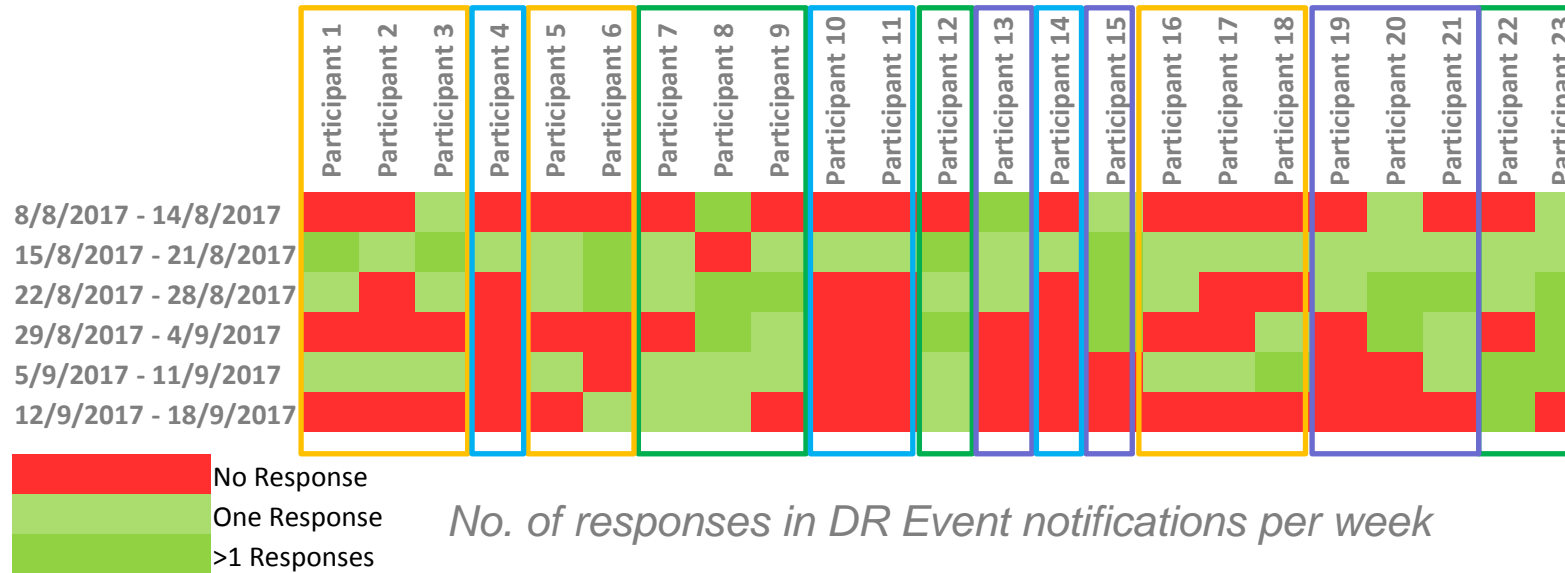 Participant 1
Participant 2
Participant 3
Participant 4
Participant 5
Participant 6
Participant 7
Participant 8
Participant 9
Participant 10
Participant 11
Participant 12
Participant 13
Participant 14
Participant 15
Participant 16
Participant 17
Participant 18
Participant 19
Participant 20
Participant 21
Participant 22
Participant 23
8/8/2017 - 14/8/2017
15/8/2017 - 21/8/2017
22/8/2017 - 28/8/2017
29/8/2017 - 4/9/2017
5/9/2017 - 11/9/2017
12/9/2017 - 18/9/2017
No Response
One Response
>1 Responses
No. of responses in DR Event notifications per week